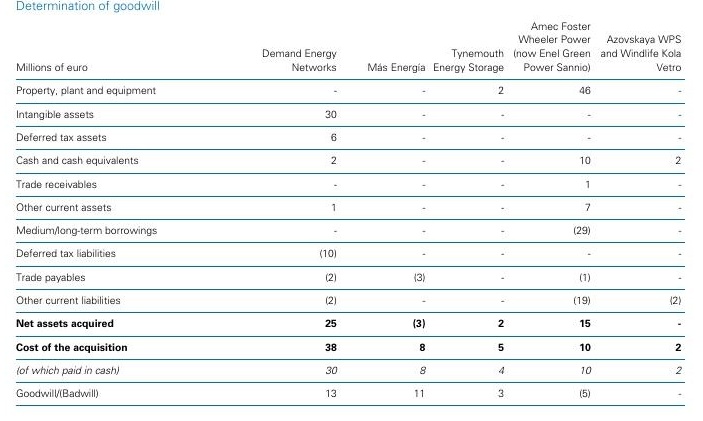 Determination of goodwill
Amec Foster
Wheeler Power Azovskaya WPS
Demand Energy Tynemouth (now Enel Green and Windlife Kola
Millions of euro Networks Más Energía Energy Storage Power Sannio) Vetro
Property, plant and equipment - - 2 46 -
Intangible assets 30 - - - -
Deferred tax assets 6 - - - -
Cash and cash equivalents 2 - - 10 2
Trade receivables - - - 1 -
Other current assets 1 - - 7 -
Medium/long-term borrowings - - - (29) -
Deferred tax liabilities (10) - - - -
Trade payables (2) (3) - (1) -
Other current liabilities (2) - - (19) (2)
Net assets acquired 25 (3) 2 15 -
Cost of the acquisition 38 8 5 10 2
(of which paid in cash) 30 8 4 10 2
Goodwill/(Badwill) 13 11 3 (5) -